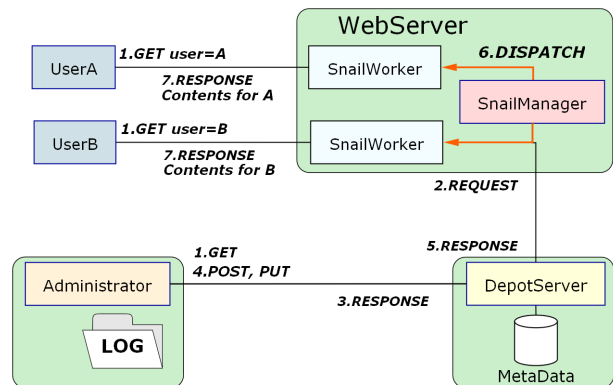 WebServer
1.GET user=A
6.DISPATCH
UserA
SnailWorker
7.RESPONSE
Contents for A
SnailManager
1.GET user=B
UserB
SnailWorker
7.RESPONSE
Contents for B
2.REQUEST
1.GET
5.RESPONSE
4.POST, PUT
Administrator
DepotServer
3.RESPONSE
LOG
MetaData